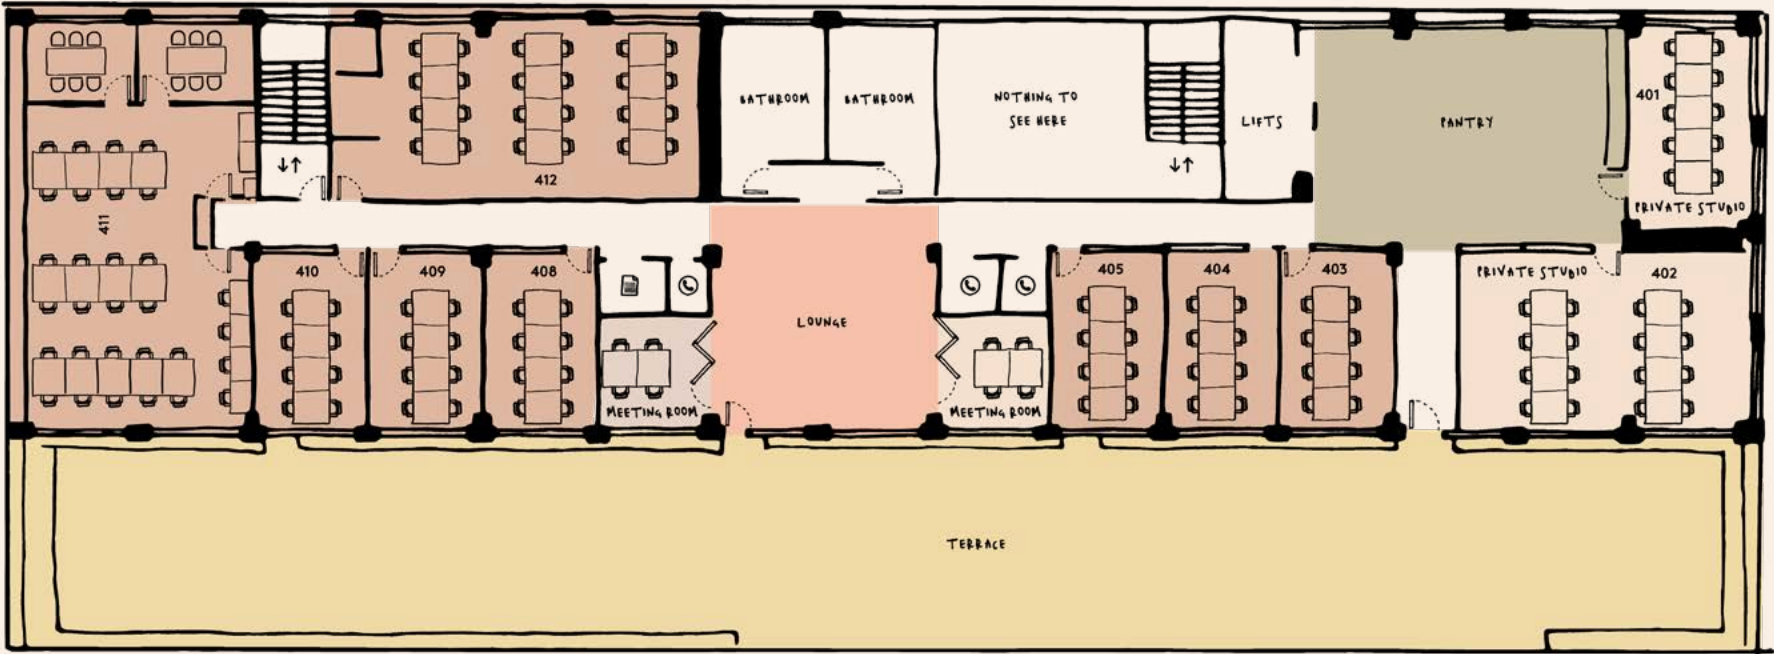 BATHROOM
BATHROOM
NOTHING TO
SEE HERE
LIFTS
PANTRY
401
PRIVATE STUDIO
412
411
410
409
408
LOUNGE
405
404
403
PRIVATE STUDIO
402
MEETING ROOM
MEETING ROOM
TERRACE